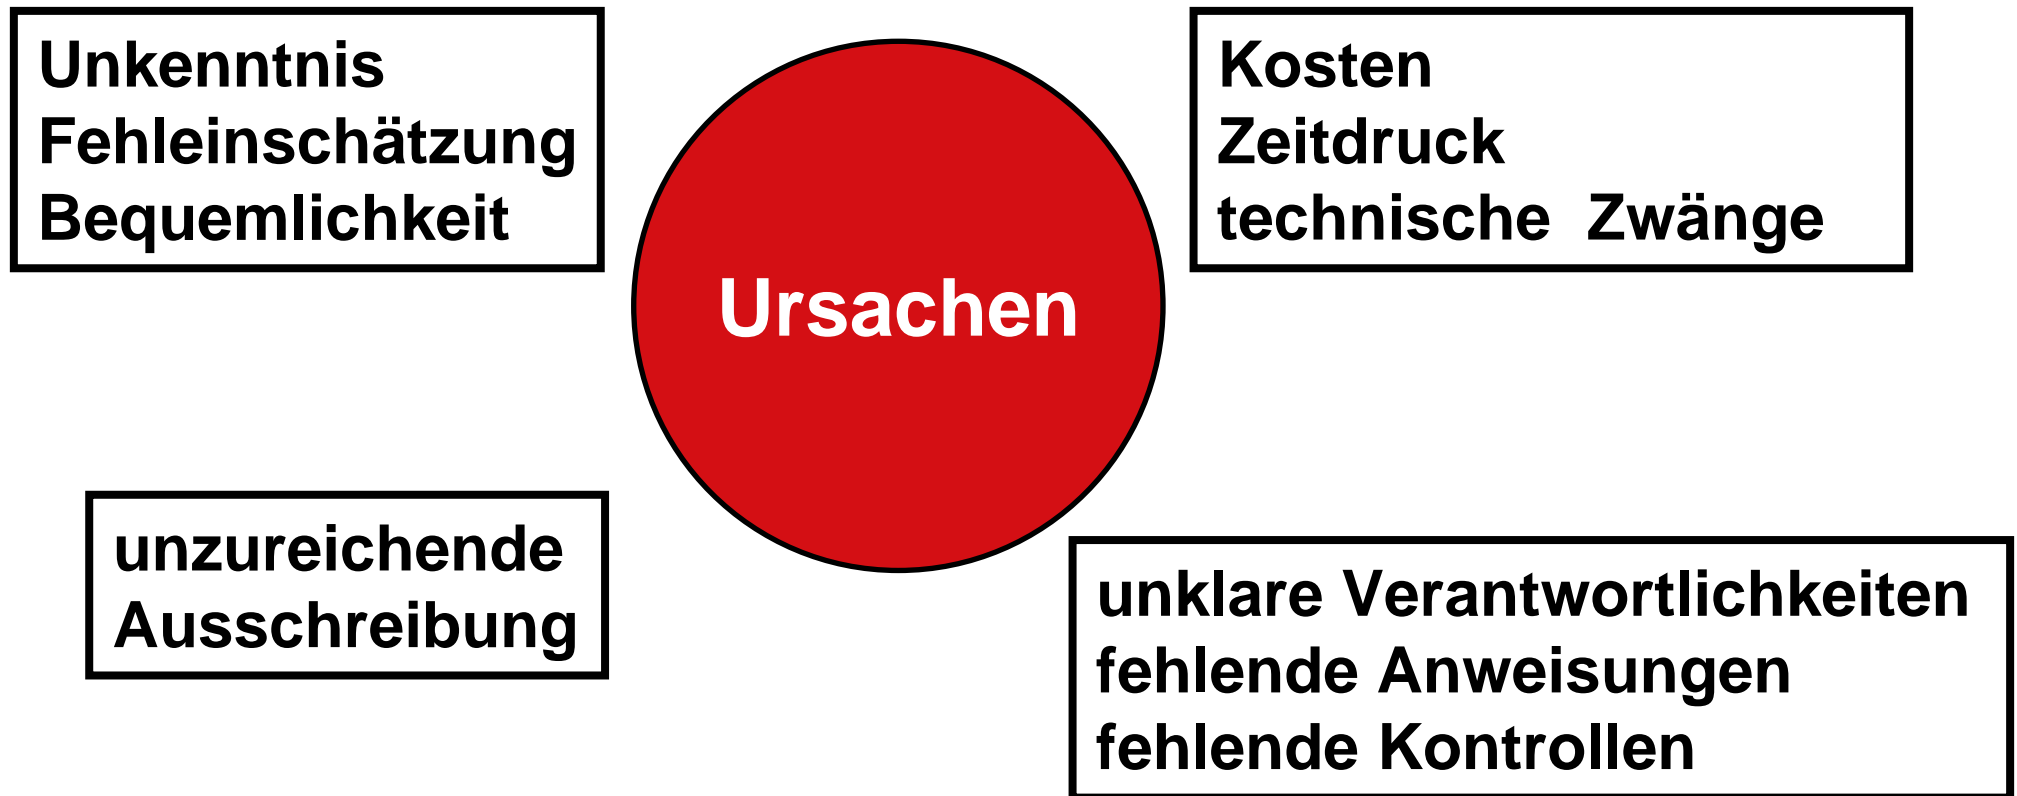 Unkenntnis
Fehleinschätzung
Bequemlichkeit
Kosten
Zeitdruck
technische Zwänge
Ursachen
unzureichende
Ausschreibung
unklare Verantwortlichkeiten
fehlende Anweisungen
fehlende Kontrollen